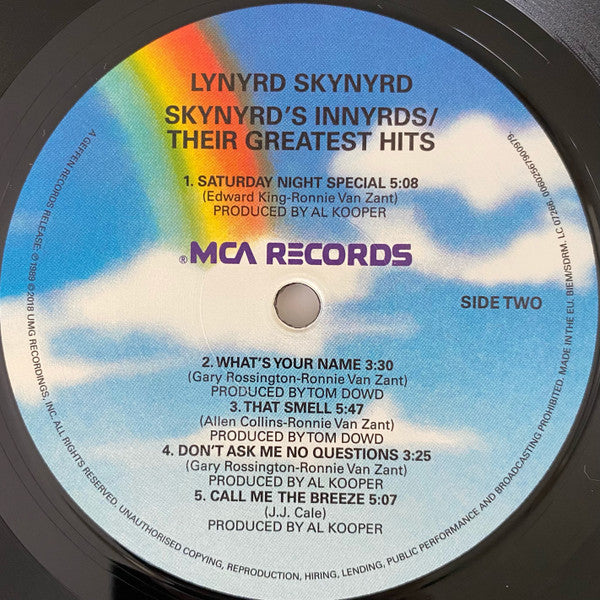 LYNYRD SKYNYRD
SKYNYRD'S INNYRDS/
THEIR GREATEST HITS
1. SATURDAY NIGHT SPECIAL 5:08
(Edward King-Ronnie Van Zant)
PRODUCED BY AL KOOPER
® MCA RECORDS
SIDE TWO
2. WHAT'S YOUR NAME 3:30
(Gary Rossington-Ronnie Van Zant)
PRODUCED BY TOM DOWD
3. THAT SMELL 5:47
(Allen Collins-Ronnie Van Zant)
PRODUCED BY TOM DOWD
4. DON'T ASK ME NO QUESTIONS 3:25
(Gary Rossington-Ronnie Van Zant)
PRODUCED BY AL KOOPER
5. CALL ME THE BREEZE 5:07
(J.J. Cale)
PRODUCED BY AL KOOPER
A GEFFEN RECORDS RELEASE; ℗ 1989 © 2018 UMG RECORDINGS, INC. ALL RIGHTS RESERVED. UNAUTHORISED COPYING, REPRODUCTION, HIRING, LENDING, PUBLIC PERFORMANCE AND BROADCASTING PROHIBITED. MADE IN THE EU. BIEM/SDRM. LC 07266. 00602567900979.